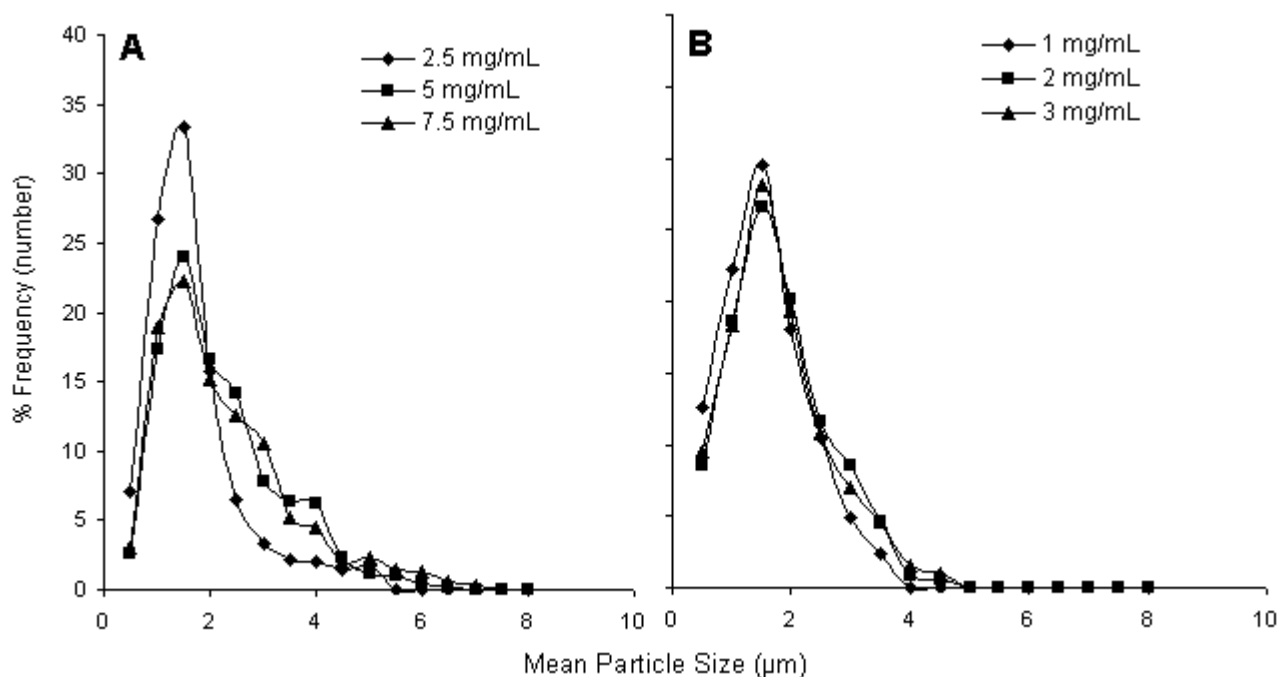 A
2.5 mg/mL
5 mg/mL
7.5 mg/mL
% Frequency (number)
40
35
30
25
20
15
10
5
0
0 2 4 6 8 10
B
1 mg/mL
2 mg/mL
3 mg/mL
0 2 4 6 8 10
Mean Particle Size (µm)